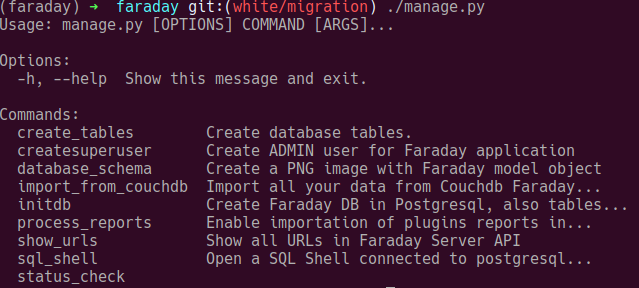 (faraday) ➜  faraday git:(white/migration) ./manage.py
Usage: manage.py [OPTIONS] COMMAND [ARGS]...
Options:
  -h, --help  Show this message and exit.
Commands:
  create_tables        Create database tables.
  createsuperuser      Create ADMIN user for Faraday application
  database_schema      Create a PNG image with Faraday model object
  import_from_couchdb  Import all your data from Couchdb Faraday...
  initdb               Create Faraday DB in Postgresql, also tables...
  process_reports      Enable importation of plugins reports in...
  show_urls            Show all URLs in Faraday Server API
  sql_shell            Open a SQL Shell connected to postgresql...
  status_check